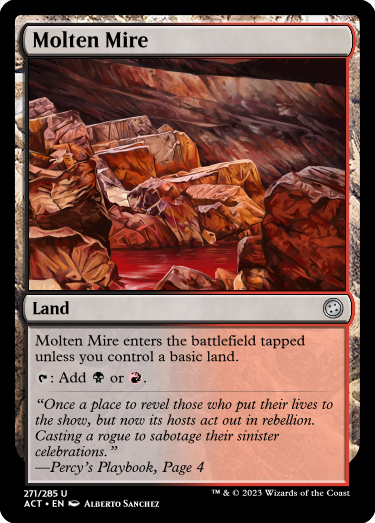 Molten Mire
Land
Molten Mire enters the battlefield tapped
unless you control a basic land.
: Add or .
“Once a place to revel those who put their lives to
the show, but now its hosts act out in rebellion.
Casting a rogue to sabotage their sinister
celebrations.”
—Percy’s Playbook, Page 4
271/285 U
ACT • EN Alberto Sanchez
™ & © 2023 Wizards of the Coast